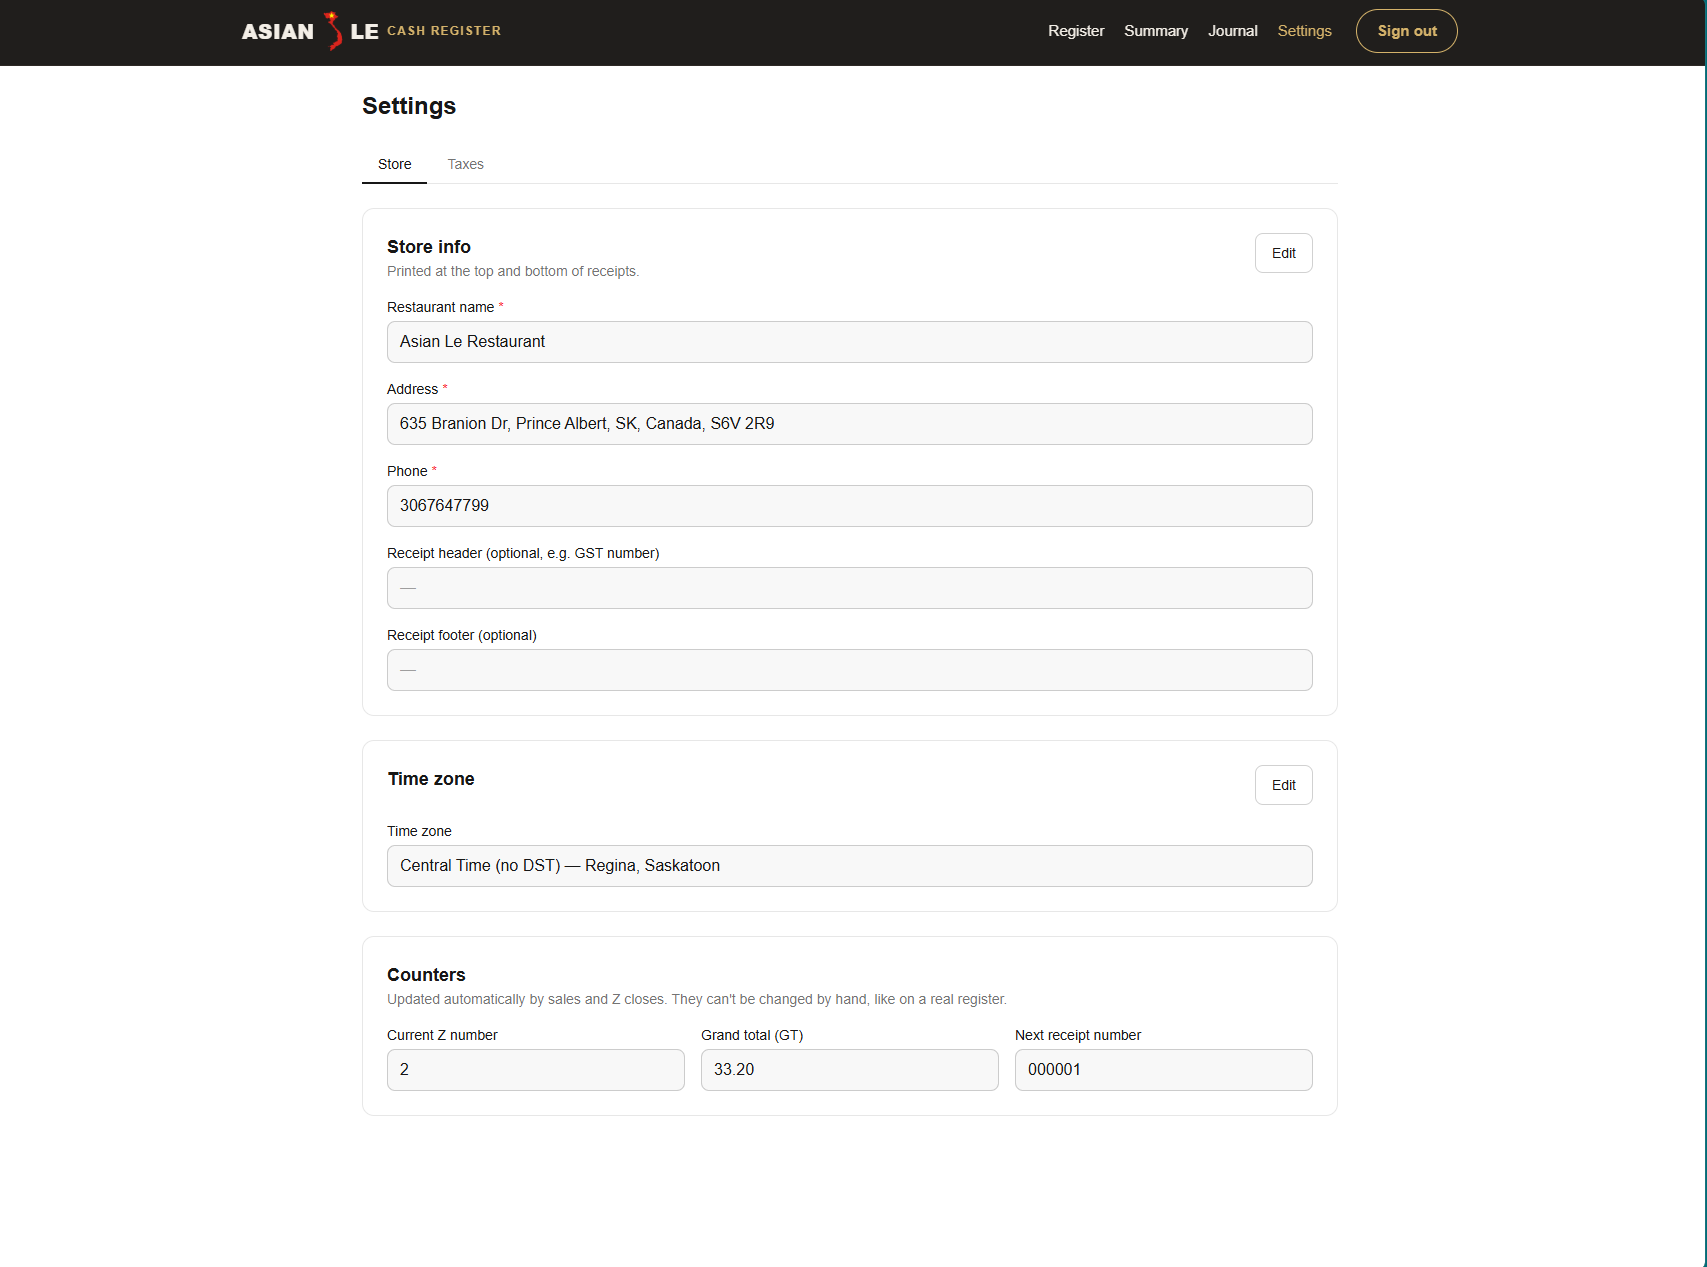 ASIAN LE CASH REGISTER
Register Summary Journal Settings Sign out
Settings
Store Taxes
Store info
Edit
Printed at the top and bottom of receipts.
Restaurant name *
Asian Le Restaurant
Address *
635 Branion Dr, Prince Albert, SK, Canada, S6V 2R9
Phone *
3067647799
Receipt header (optional, e.g. GST number)
—
Receipt footer (optional)
—
Time zone
Edit
Time zone
Central Time (no DST) — Regina, Saskatoon
Counters
Updated automatically by sales and Z closes. They can't be changed by hand, like on a real register.
Current Z number Grand total (GT) Next receipt number
2 33.20 000001